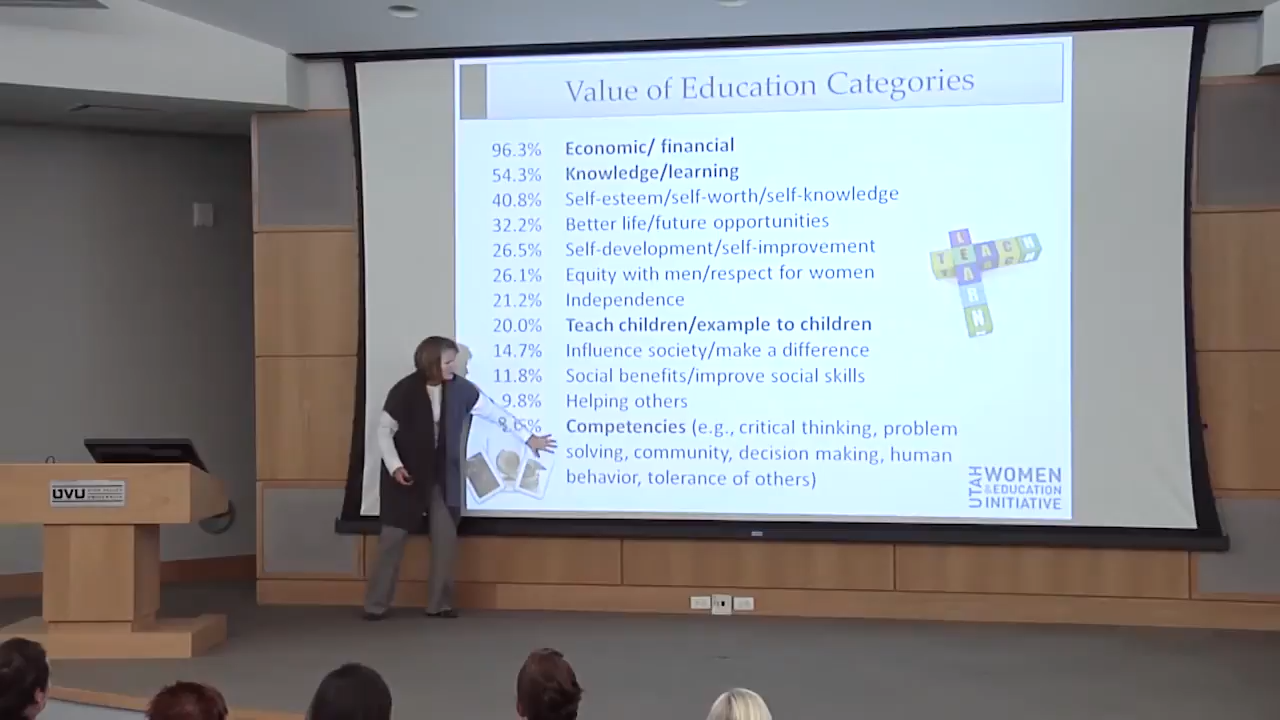 Value of Education Categories
96.3% Economic/ financial
54.3% Knowledge/learning
40.8% Self-esteem/self-worth/self-knowledge
32.2% Better life/future opportunities
26.5% Self-development/self-improvement
26.1% Equity with men/respect for women
21.2% Independence
20.0% Teach children/example to children
14.7% Influence society/make a difference
11.8% Social benefits/improve social skills
9.8% Helping others
Competencies (e.g., critical thinking, problem
solving, community, decision making, human
behavior, tolerance of others)
TEACH
LEARN
UTAH
WOMEN
& EDUCATION
INITIATIVE
UVU